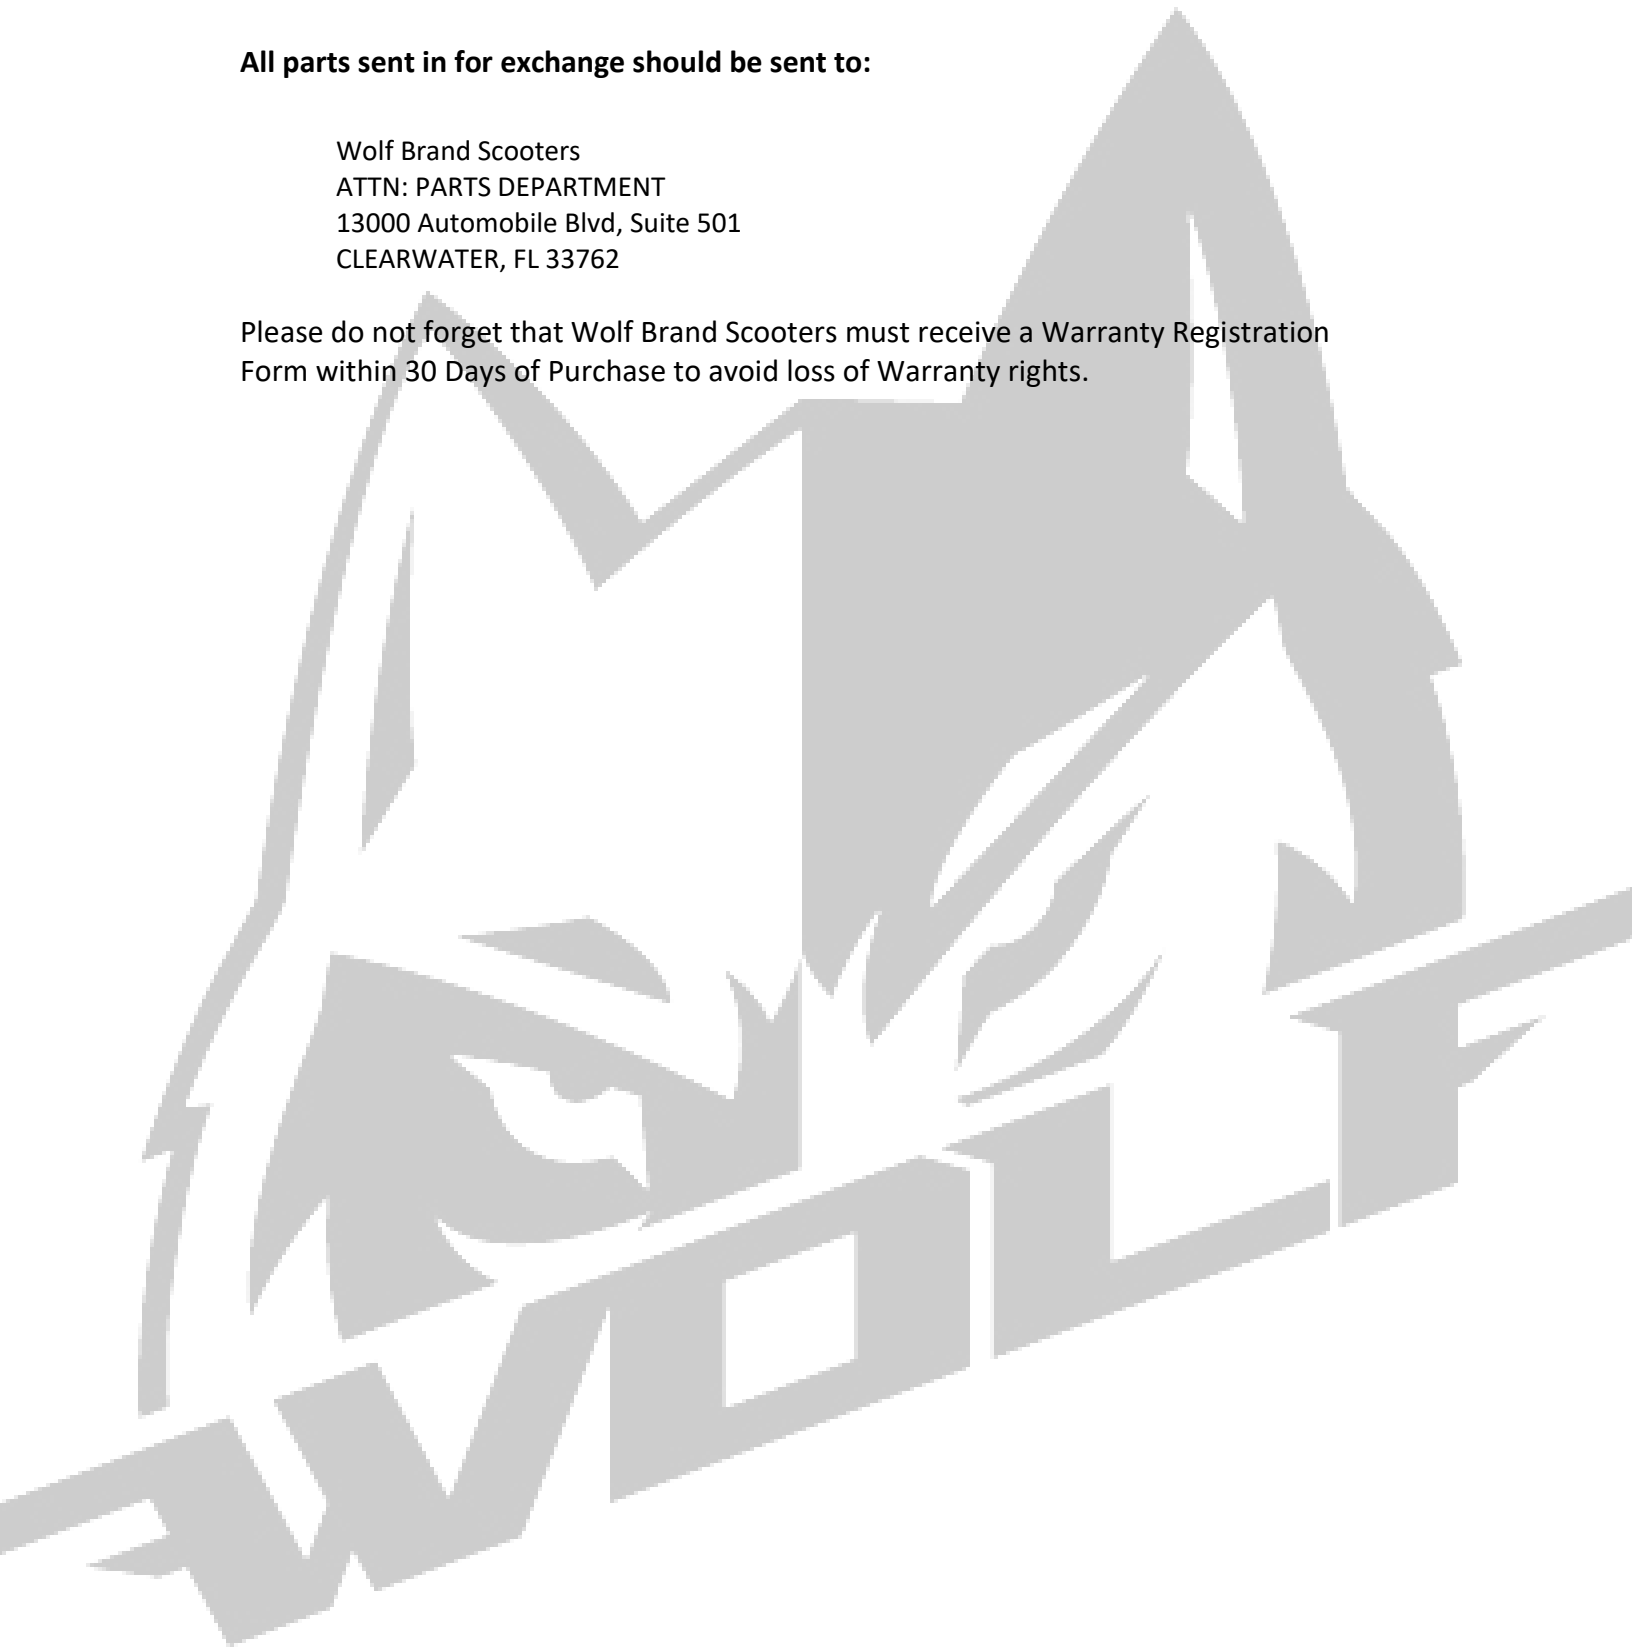 All parts sent in for exchange should be sent to:
Wolf Brand Scooters
ATTN: PARTS DEPARTMENT
13000 Automobile Blvd, Suite 501
CLEARWATER, FL 33762
Please do not forget that Wolf Brand Scooters must receive a Warranty Registration
Form within 30 Days of Purchase to avoid loss of Warranty rights.
WOLF